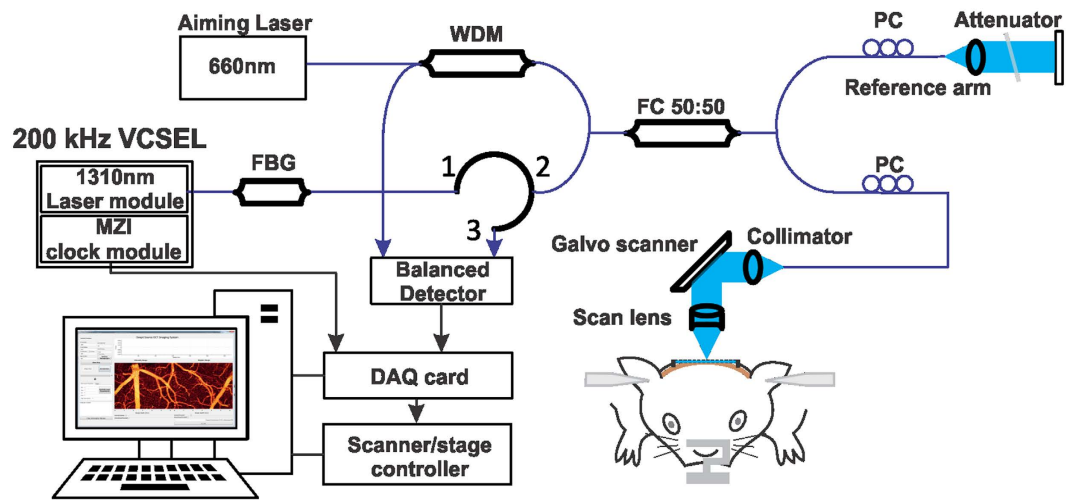 Aiming Laser
660nm
WDM
PC
Attenuator
Reference arm
FC 50:50
200 kHz VCSEL
1310nm
Laser module
MZI
clock module
FBG
1
2
3
PC
Galvo scanner
Collimator
Scan lens
Balanced
Detector
DAQ card
Scanner/stage
controller